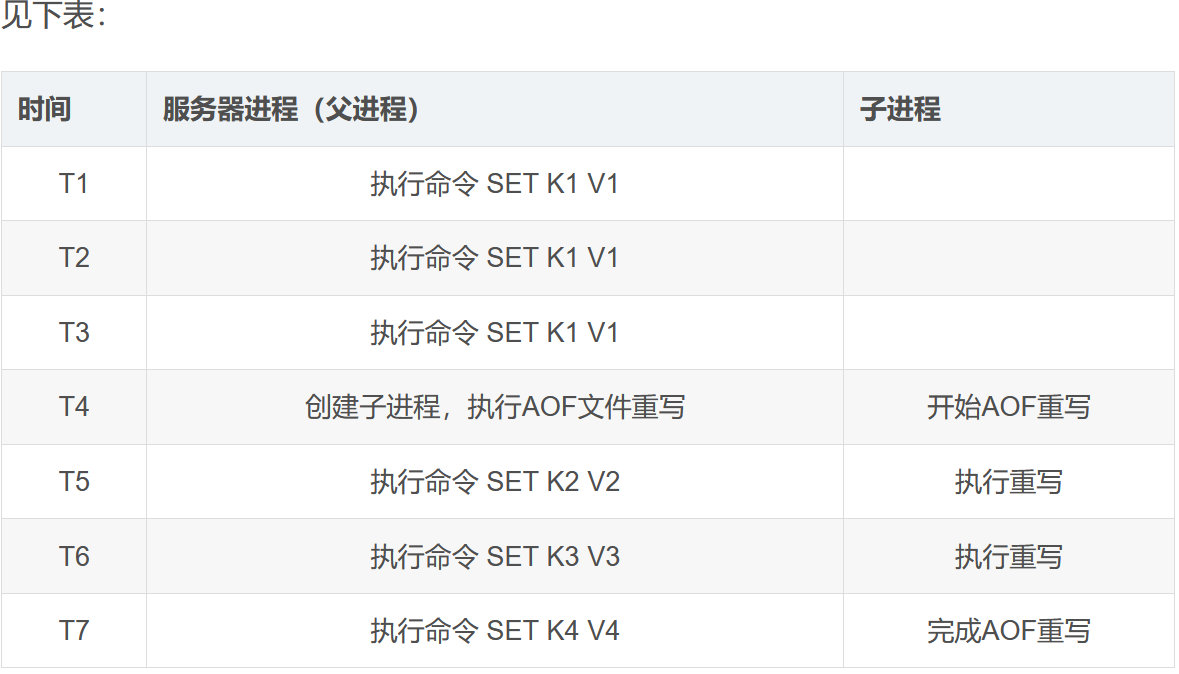 见下表：
时间 服务器进程（父进程） 子进程
T1 执行命令 SET K1 V1
T2 执行命令 SET K1 V1
T3 执行命令 SET K1 V1
T4 创建子进程，执行AOF文件重写 开始AOF重写
T5 执行命令 SET K2 V2 执行重写
T6 执行命令 SET K3 V3 执行重写
T7 执行命令 SET K4 V4 完成AOF重写